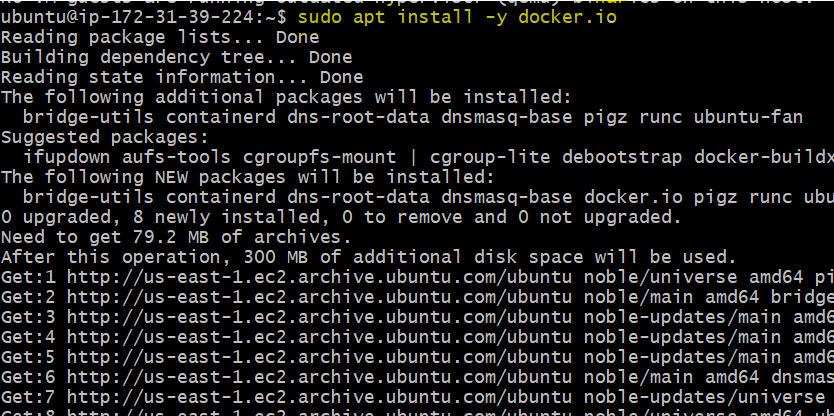 ubuntu@ip-172-31-39-224:~$ sudo apt install -y docker.io
Reading package lists... Done
Building dependency tree... Done
Reading state information... Done
The following additional packages will be installed:
  bridge-utils containerd dns-root-data dnsmasq-base pigz runc ubuntu-fan
Suggested packages:
  ifupdown aufs-tools cgroupfs-mount | cgroup-lite debootstrap docker-buildx
The following NEW packages will be installed:
  bridge-utils containerd dns-root-data dnsmasq-base docker.io pigz runc ubu
0 upgraded, 8 newly installed, 0 to remove and 0 not upgraded.
Need to get 79.2 MB of archives.
After this operation, 300 MB of additional disk space will be used.
Get:1 http://us-east-1.ec2.archive.ubuntu.com/ubuntu noble/universe amd64 pi
Get:2 http://us-east-1.ec2.archive.ubuntu.com/ubuntu noble/main amd64 bridge
Get:3 http://us-east-1.ec2.archive.ubuntu.com/ubuntu noble-updates/main amd6
Get:4 http://us-east-1.ec2.archive.ubuntu.com/ubuntu noble-updates/main amd6
Get:5 http://us-east-1.ec2.archive.ubuntu.com/ubuntu noble-updates/main amd6
Get:6 http://us-east-1.ec2.archive.ubuntu.com/ubuntu noble/main amd64 dnsmas
Get:7 http://us-east-1.ec2.archive.ubuntu.com/ubuntu noble-updates/universe